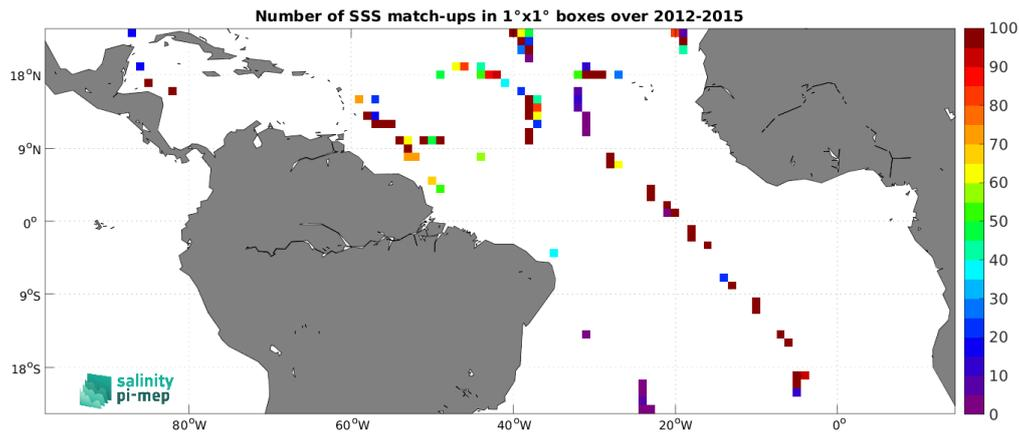 Number of SSS match-ups in 1°x1° boxes over 2012-2015
100
90
80
70
60
50
40
30
20
10
0
18°N
9°N
0°
9°S
18°S
salinity
pi-mep
80°W
60°W
40°W
20°W
0°